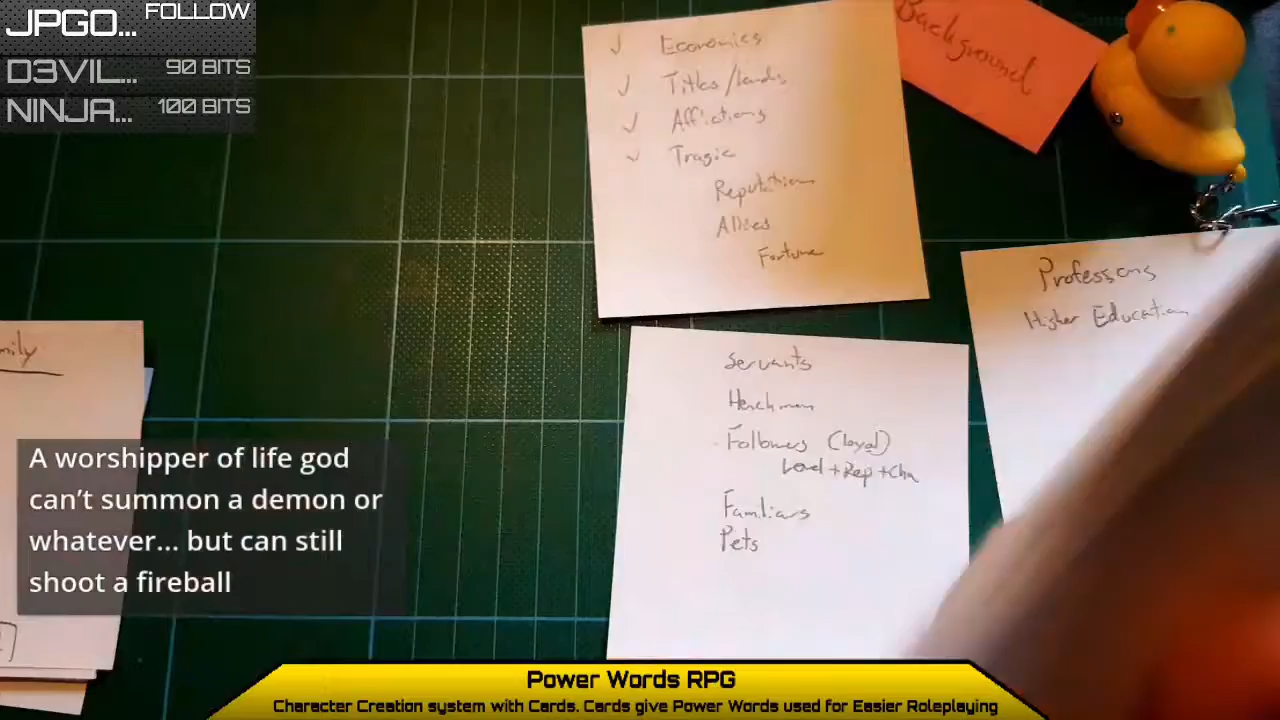 JPGO... FOLLOW
D3VIL... 90 BITS
NINJA... 100 BITS
Economics
Titles/lands
Afflictions
Tragic
Reputation
Allies
Fortune
Background
Professions
Higher Education
mily
Servants
Henchmen
Followers (loyal)
Level + Rep + Cha
Familiars
Pets
A worshipper of life god
can't summon a demon or
whatever... but can still
shoot a fireball
Power Words RPG
Character Creation system with Cards. Cards give Power Words used for Easier Roleplaying